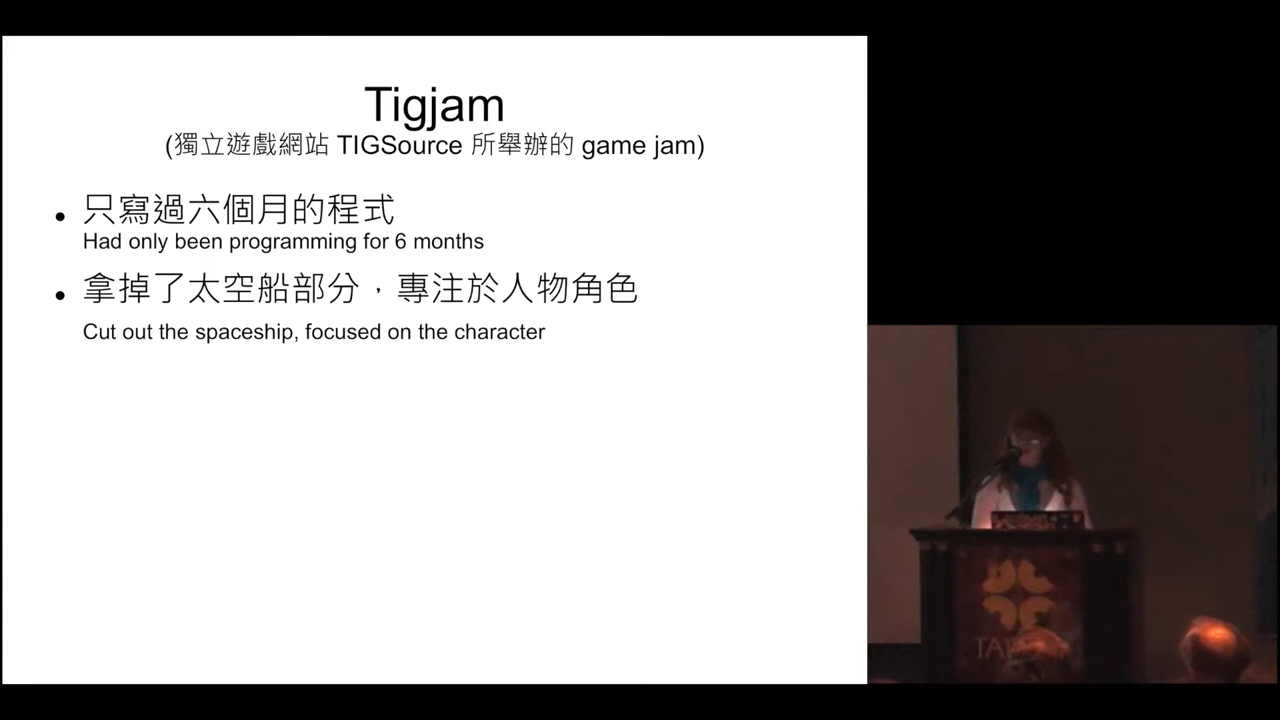 Tigjam
(獨立遊戲網站 TIGSource 所舉辦的 game jam)
• 只寫過六個月的程式
Had only been programming for 6 months
• 拿掉了太空船部分，專注於人物角色
Cut out the spaceship, focused on the character